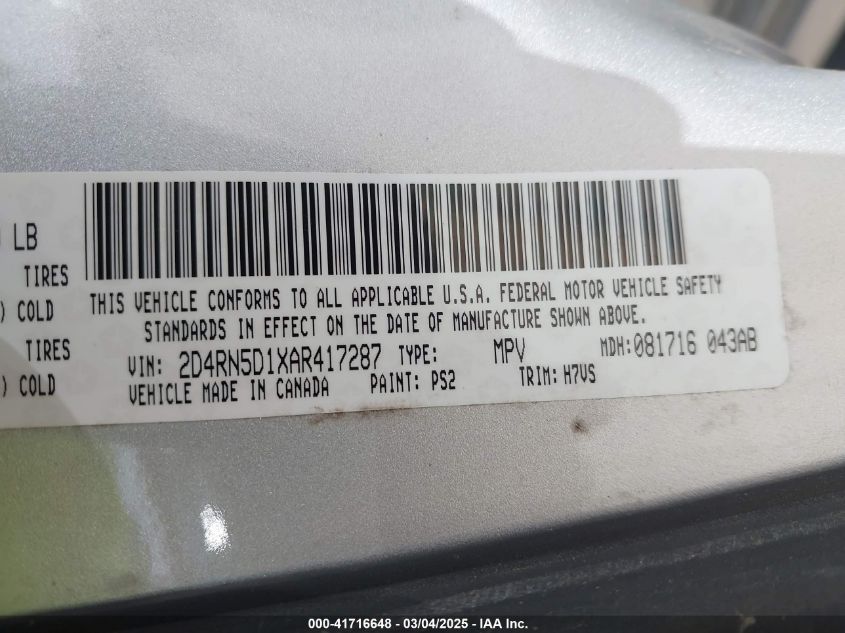 LB
TIRES
) COLD
TIRES
) COLD
THIS VEHICLE CONFORMS TO ALL APPLICABLE U.S.A. FEDERAL MOTOR VEHICLE SAFETY
STANDARDS IN EFFECT ON THE DATE OF MANUFACTURE SHOWN ABOVE.
VIN: 2D4RN5D1XAR417287 TYPE: MPV MDH:081716 043AB
VEHICLE MADE IN CANADA PAINT: PS2 TRIM: H7VS
000-41716648 - 03/04/2025 - IAA Inc.